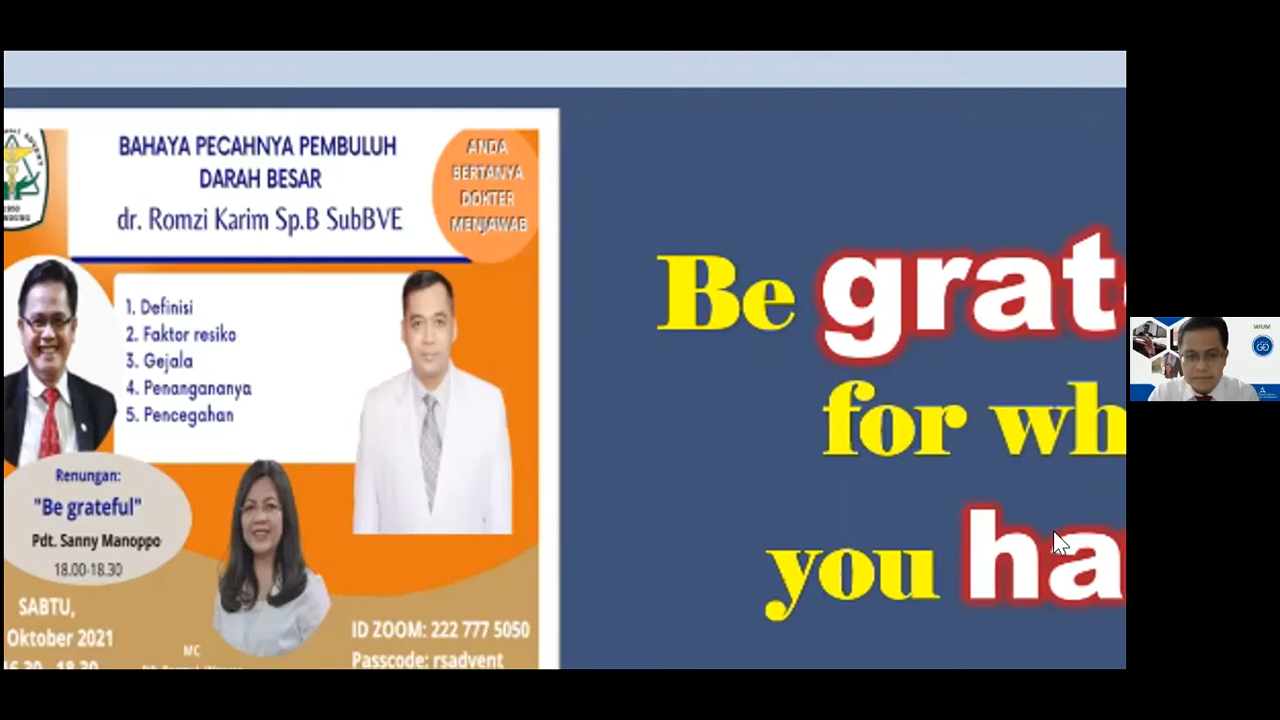 BAHAYA PECAHNYA PEMBULUH
DARAH BESAR
dr. Romzi Karim Sp.B SubBVE
ANDA
BERTANYA
DOKTER
MENJAWAB
1. Definisi
2. Faktor resiko
3. Gejala
4. Penangananya
5. Pencegahan
Renungan:
"Be grateful"
Pdt. Sanny Manoppo
18.00-18.30
SABTU,
Oktober 2021
MC
ID ZOOM: 222 777 5050
Passcode: rsadvent
Be grat
for wh
you ha
WIUM